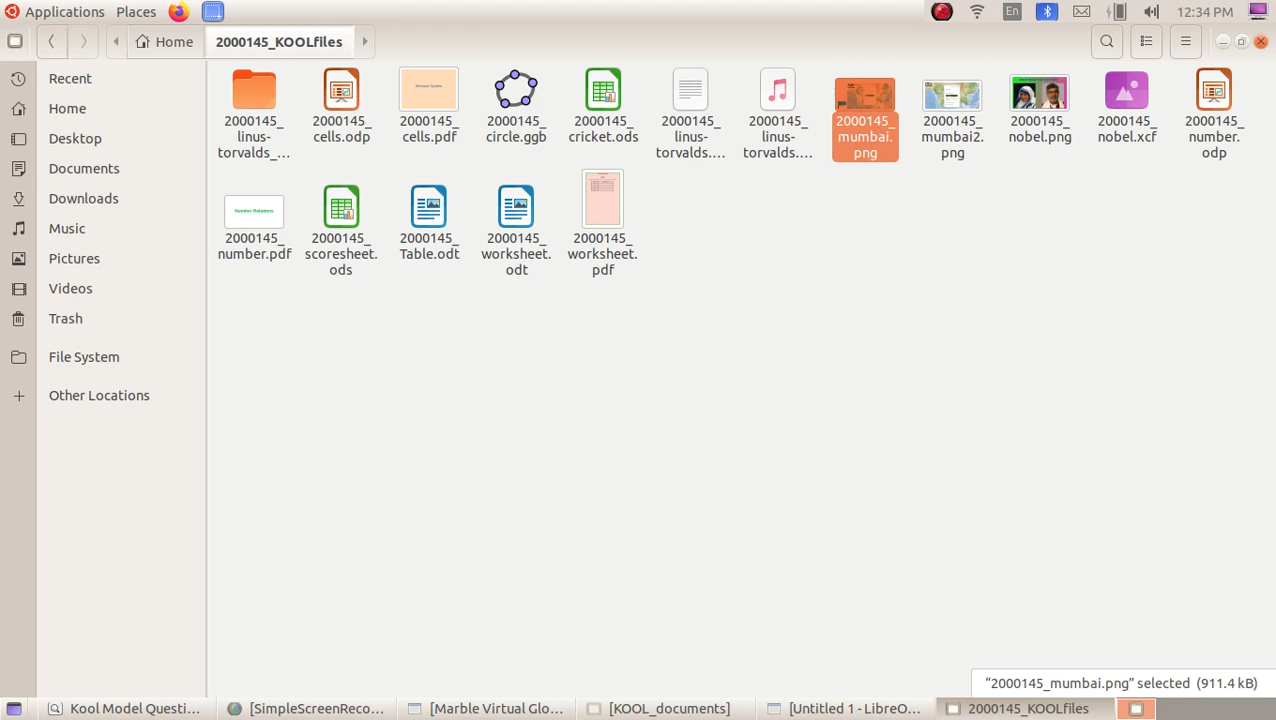 Applications Places En 12:34 PM
Home 2000145_KOOLfiles
Recent
Home
Desktop
Documents
Downloads
Music
Pictures
Videos
Trash
File System
Other Locations
2000145_
linus-
torvalds_...
2000145_
cells.odp
Nervous System
2000145_
cells.pdf
2000145_
circle.ggb
2000145_
cricket.ods
2000145_
linus-
torvalds....
2000145_
linus-
torvalds....
2000145_
mumbai.
png
2000145_
mumbai2.
png
2000145_
nobel.png
2000145_
nobel.xcf
2000145_
number.
odp
Number Relations
2000145_
number.pdf
2000145_
scoresheet.
ods
2000145_
Table.odt
2000145_
worksheet.
odt
2000145_
worksheet.
pdf
“2000145_mumbai.png” selected (911.4 kB)
Kool Model Questi... [SimpleScreenReco... [Marble Virtual Glo... [KOOL_documents] [Untitled 1 - LibreO... 2000145_KOOLfiles